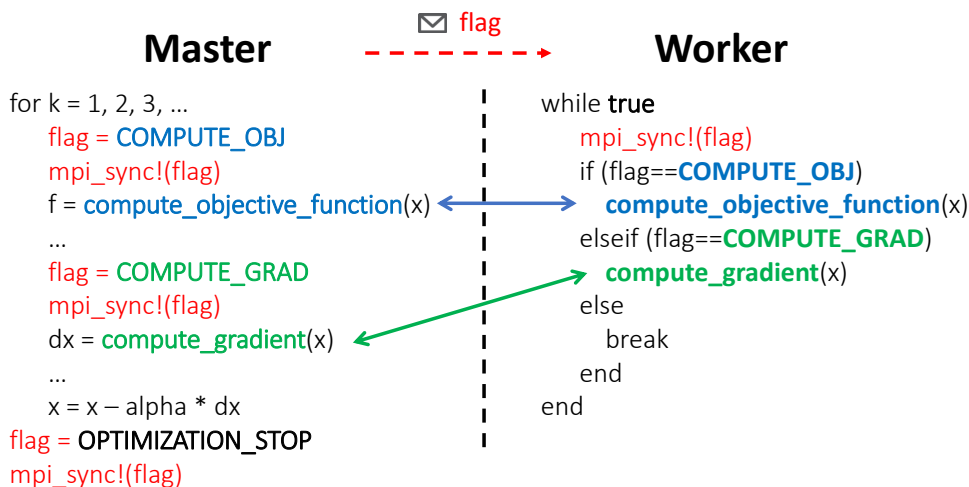 flag
Master
Worker
for k = 1, 2, 3, …
flag = COMPUTE_OBJ
mpi_sync!(flag)
f = compute_objective_function(x)
…
flag = COMPUTE_GRAD
mpi_sync!(flag)
dx = compute_gradient(x)
…
x = x – alpha * dx
flag = OPTIMIZATION_STOP
mpi_sync!(flag)
while true
mpi_sync!(flag)
if (flag==COMPUTE_OBJ)
compute_objective_function(x)
elseif (flag==COMPUTE_GRAD)
compute_gradient(x)
else
break
end
end